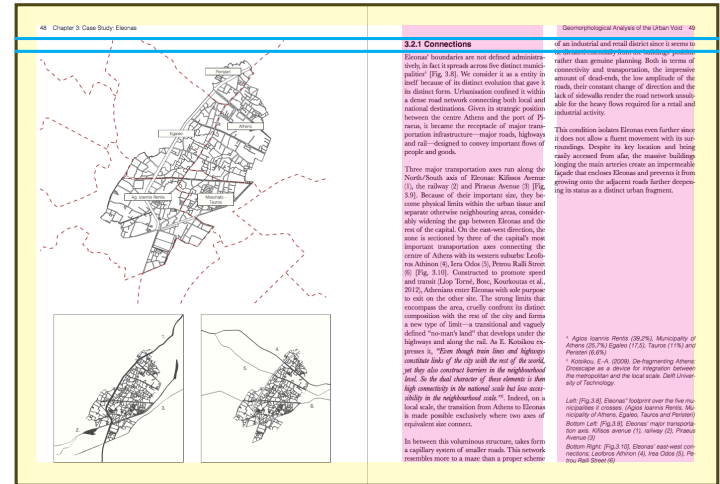 48 Chapter 3: Case Study: Eleonas
Peristeri
Athens
Egaleo
Ag. Ioannis Rentis
Moschato - Tauros
1.
2.
3.
4.
5.
6.
3.2.1 Connections
Eleonas' boundaries are not defined administra-
tively, in fact it spreads across five distinct munici-
palities⁸ [Fig, 3.8]. We consider it as a entity in
itself because of its distinct evolution that gave it
its distinct form. Urbanisation confined it within
a dense road network connecting both local and
national destinations. Given its strategic position
between the centre Athens and the port of Pi-
raeus, it became the receptacle of major trans-
portation infrastructure—major roads, highways
and rail—designed to convey important flows of
people and goods.
Three major transportation axes run along the
North/South axis of Eleonas: Kifissos Avenue
(1), the railway (2) and Piraeus Avenue (3) [Fig,
3.9]. Because of their important size, they be-
come physical limits within the urban tissue and
separate otherwise neighbouring areas, consider-
ably widening the gap between Eleonas and the
rest of the capital. On the east-west direction, the
zone is sectioned by three of the capital's most
important transportation axes connecting the
centre of Athens with its western suburbs: Leofo-
ros Athinon (4), Iera Odos (5), Petrou Ralli Street
(6) [Fig, 3.10]. Constructed to promote speed
and transit (Llop Torné, Bosc, Kourkoutas et al.,
2012), Athenians enter Eleonas with sole purpose
to exit on the other site. The strong limits that
encompass the area, cruelly confront its distinct
composition with the rest of the city and forms
a new type of limit—a transitional and vaguely
defined "no-man's land" that develops under the
highways and along the rail. As E. Kotsikou ex-
presses it, "Even though train lines and highways
constitute links of the city with the rest of the world,
yet they also construct barriers in the neighbourhood
level. So the dual character of these elements is then
high connectivity in the national scale but low acces-
sibility in the neighbourhood scale."⁹. Indeed, on a
local scale, the transition from Athens to Eleonas
is made possible exclusively where two axes of
equivalent size connect.
In between this voluminous structure, takes form
a capillary system of smaller roads. This network
resembles more to a maze than a proper scheme
Geomorphological Analysis of the Urban Void 49
of an industrial and retail district since it seems to
rather than genuine planning. Both in terms of
connectivity and transportation, the impressive
amount of dead-ends, the low amplitude of the
roads, their constant change of direction and the
lack of sidewalks render the road network unsuit-
able for the heavy flows required for a retail and
industrial activity.
This condition isolates Eleonas even further since
it does not allow a fluent movement with its sur-
roundings. Despite its key location and being
easily accessed from afar, the massive buildings
longing the main arteries create an impermeable
façade that encloses Eleonas and prevents it from
growing onto the adjacent roads further deepen-
ing its status as a distinct urban fragment.
⁸· Agios Ioannis Rentis (39,2%), Municipality of
Athens (25,7%) Egaleo (17,5), Tauros (11%) and
Peristeri (6,6%)
⁹· Kotsikou, E.-A. (2009), De-fragmenting Athens:
Drosscape as a device for integration between
the metropolitan and the local scale. Delft Univer-
sity of Technology.
Left: [Fig,3.8], Eleonas" footprint over the five mu-
nicipalities it crosses. (Agios Ioannis Rentis, Mu-
nicipality of Athens, Egaleo, Tauros and Peristeri)
Bottom Left: [Fig,3.9], Eleonas' major transporta-
tion axis. Kifisos avenue (1), railway (2), Piraeus
Avenue (3)
Bottom Right: [Fig,3.10], Eleonas' east-west con-
nections; Leoforos Athinon (4), Irea Odos (5), Pe-
trou Ralli Street (6)